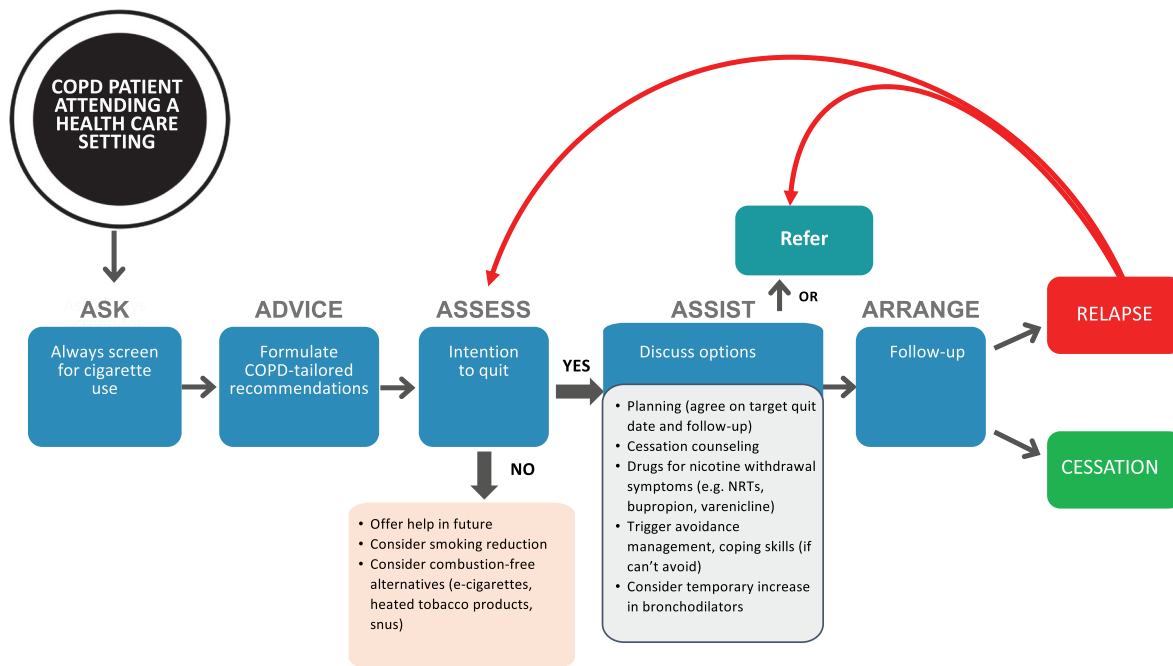 COPD PATIENT
ATTENDING A
HEALTH CARE
SETTING
ASK
Always screen
for cigarette
use
ADVICE
Formulate
COPD-tailored
recommendations
ASSESS
Intention
to quit
YES
NO
• Offer help in future
• Consider smoking reduction
• Consider combustion-free
alternatives (e-cigarettes,
heated tobacco products,
snus)
Refer
OR
ASSIST
Discuss options
• Planning (agree on target quit
date and follow-up)
• Cessation counseling
• Drugs for nicotine withdrawal
symptoms (e.g. NRTs,
bupropion, varenicline)
• Trigger avoidance
management, coping skills (if
can’t avoid)
• Consider temporary increase
in bronchodilators
ARRANGE
Follow-up
RELAPSE
CESSATION